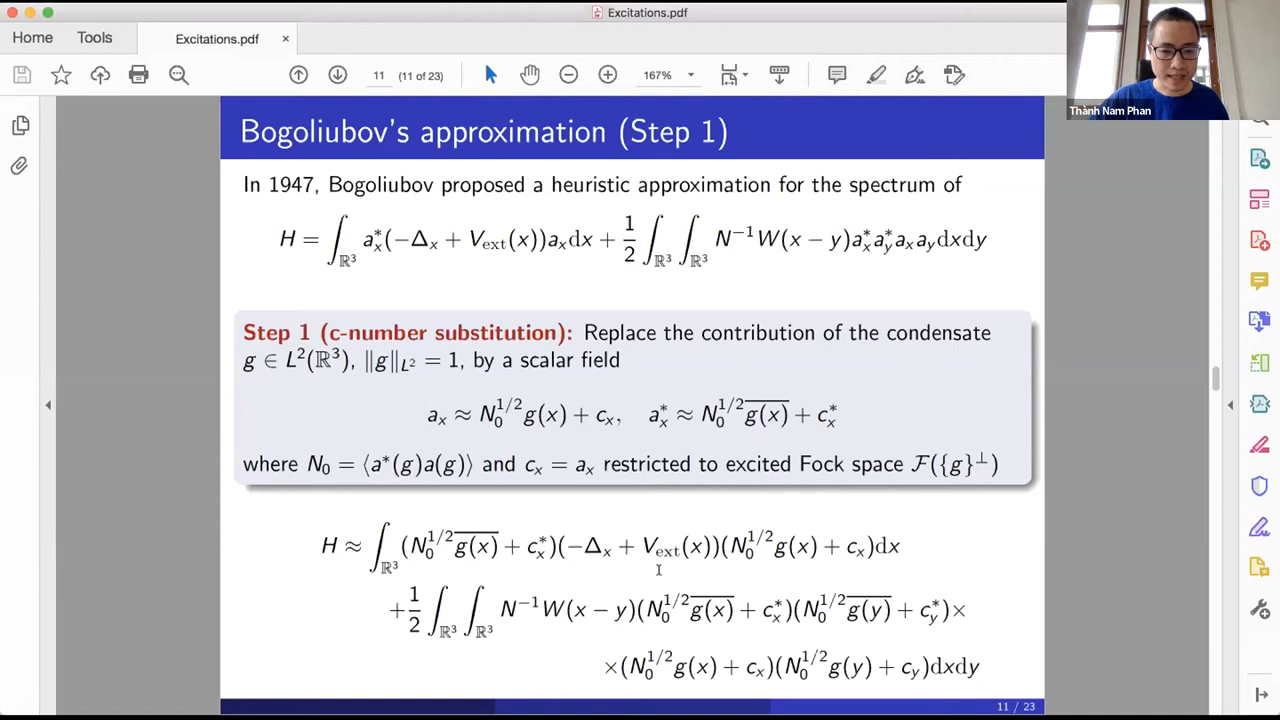 Excitations.pdf
Home
Tools
Excitations.pdf ×
11 (11 of 23)
167%
Thành Nam Phan
Bogoliubov's approximation (Step 1)
In 1947, Bogoliubov proposed a heuristic approximation for the spectrum of
H = ∫_{ℝ³} a*_x(−Δ_x + V_ext(x))a_x dx + 1/2 ∫_{ℝ³} ∫_{ℝ³} N⁻¹W(x − y)a*_x a*_y a_x a_y dxdy
Step 1 (c-number substitution): Replace the contribution of the condensate
g ∈ L²(ℝ³), ‖g‖_{L²} = 1, by a scalar field
a_x ≈ N_0^{1/2} g(x) + c_x, a*_x ≈ N_0^{1/2} \overline{g(x)} + c*_x
where N_0 = ⟨a*(g)a(g)⟩ and c_x = a_x restricted to excited Fock space ℱ({g}^⊥)
H ≈ ∫_{ℝ³} (N_0^{1/2} \overline{g(x)} + c*_x)(−Δ_x + V_ext(x))(N_0^{1/2} g(x) + c_x)dx
+ 1/2 ∫_{ℝ³} ∫_{ℝ³} N⁻¹W(x − y)(N_0^{1/2} \overline{g(x)} + c*_x)(N_0^{1/2} \overline{g(y)} + c*_y)×
×(N_0^{1/2} g(x) + c_x)(N_0^{1/2} g(y) + c_y)dxdy
11 / 23